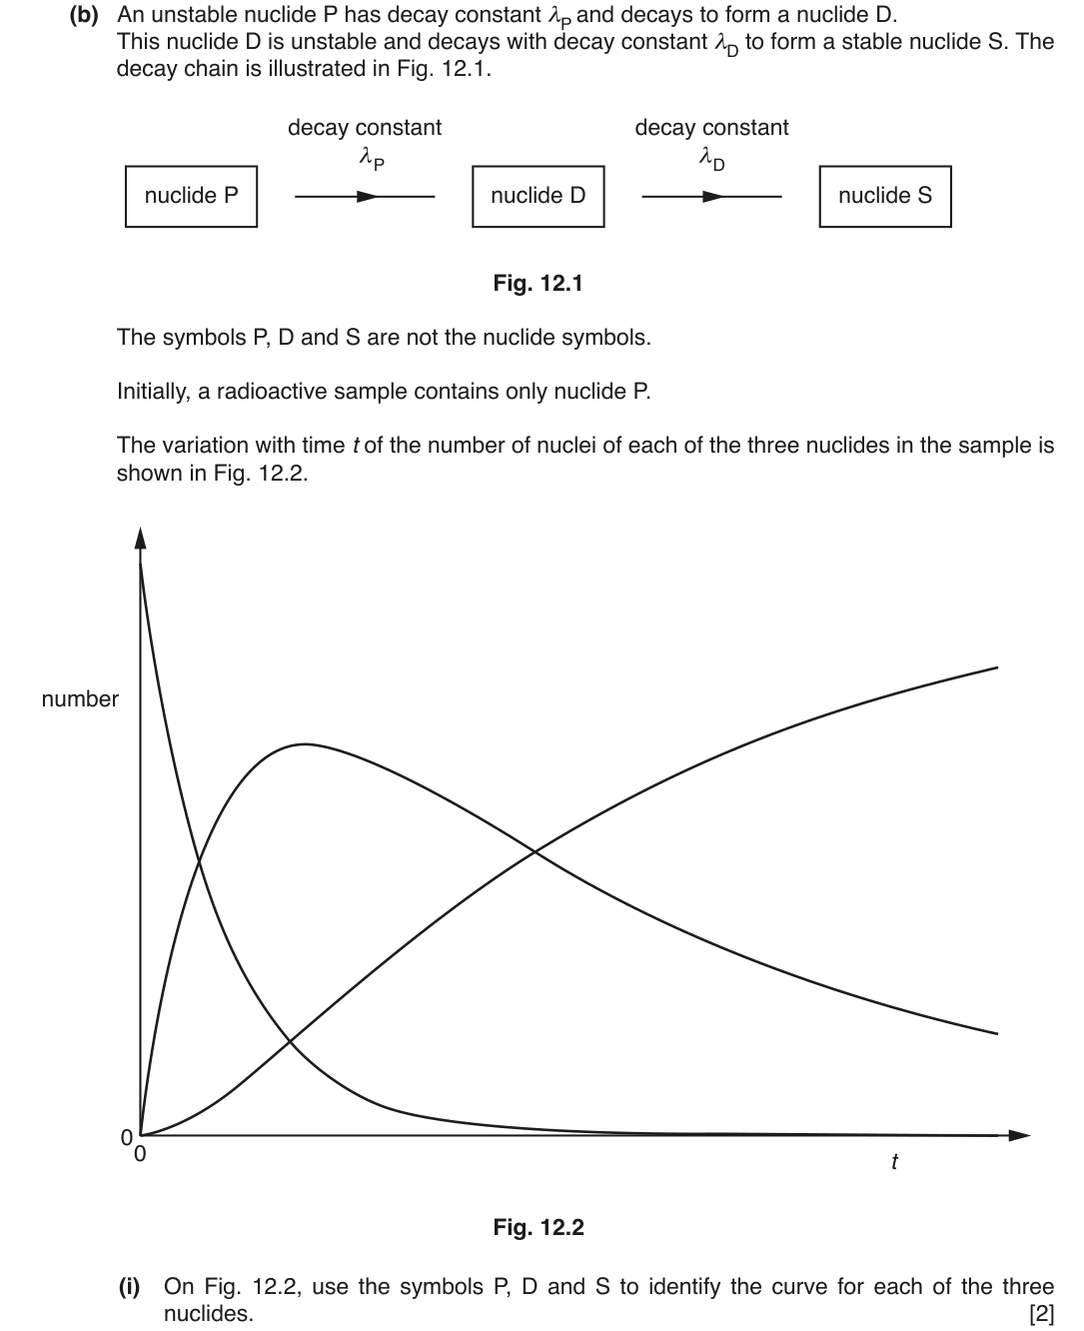 (b) An unstable nuclide P has decay constant λP and decays to form a nuclide D.
This nuclide D is unstable and decays with decay constant λD to form a stable nuclide S. The
decay chain is illustrated in Fig. 12.1.
decay constant
λP
decay constant
λD
nuclide P
nuclide D
nuclide S
Fig. 12.1
The symbols P, D and S are not the nuclide symbols.
Initially, a radioactive sample contains only nuclide P.
The variation with time t of the number of nuclei of each of the three nuclides in the sample is
shown in Fig. 12.2.
number
0
0
t
Fig. 12.2
(i) On Fig. 12.2, use the symbols P, D and S to identify the curve for each of the three
nuclides. [2]